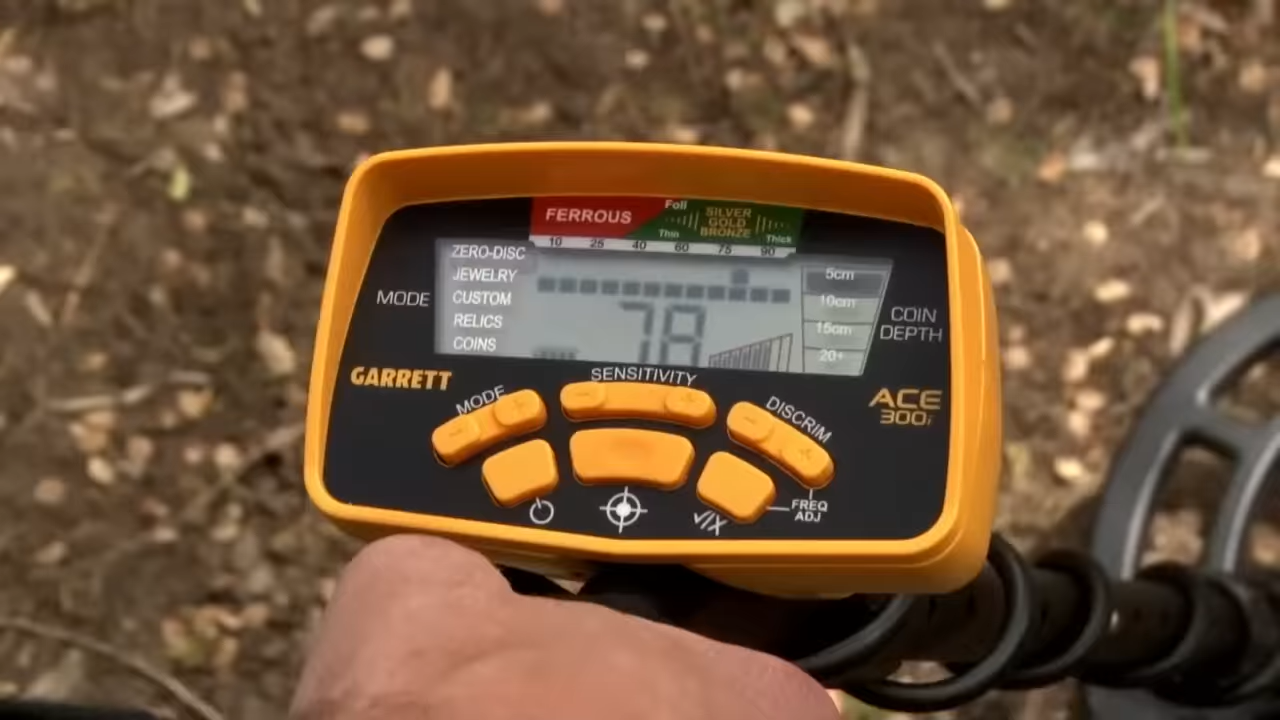 FERROUS
Foil
Thin
SILVER
GOLD
BRONZE
Thick
10 25 40 60 75 90
MODE
ZERO-DISC
JEWELRY
CUSTOM
RELICS
COINS
78
5cm
10cm
15cm
20+
COIN
DEPTH
GARRETT
ACE
300i
MODE
- +
SENSITIVITY
- +
DISCRIM
- +
√/X
FREQ
ADJ